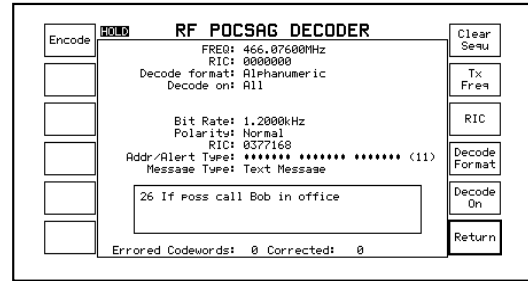 Encode
HOLD RF POCSAG DECODER
FREQ: 466.07600MHz
RIC: 0000000
Decode format: Alphanumeric
Decode on: All
Bit Rate: 1.2000kHz
Polarity: Normal
RIC: 0377168
Addr/Alert Type: ♦♦♦♦♦♦♦ ♦♦♦♦♦♦♦ ♦♦♦♦♦♦♦ (11)
Message Type: Text Message
26 If poss call Bob in office
Errored Codewords: 0 Corrected: 0
Clear
Sequ
Tx
Freq
RIC
Decode
Format
Decode
On
Return